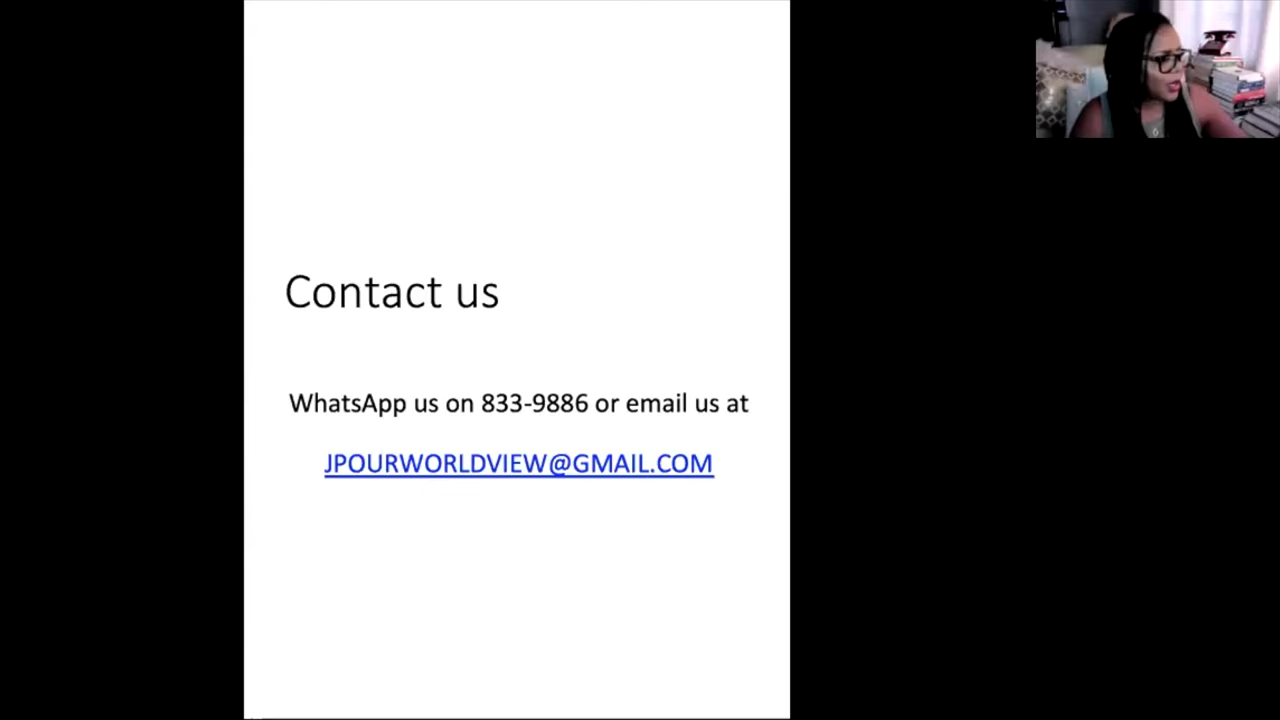 Contact us
WhatsApp us on 833-9886 or email us at
JPOURWORLDVIEW@GMAIL.COM